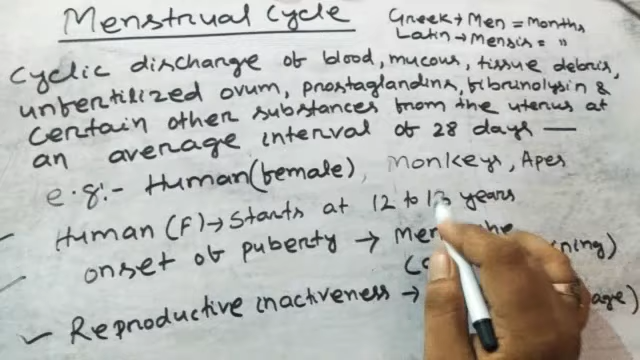 Menstrual Cycle
Greek → Men = Months
Latin → Mensis = "
Cyclic discharge of blood, mucous, tissue debris,
unfertilized ovum, prostaglandins, fibrinolysin &
certain other substances from the uterus at
an average interval of 28 days —
e.g:- Human (female), Monkeys, Apes
Human (F) → Starts at 12 to 13 years
onset of puberty →
Reproductive inactiveness →